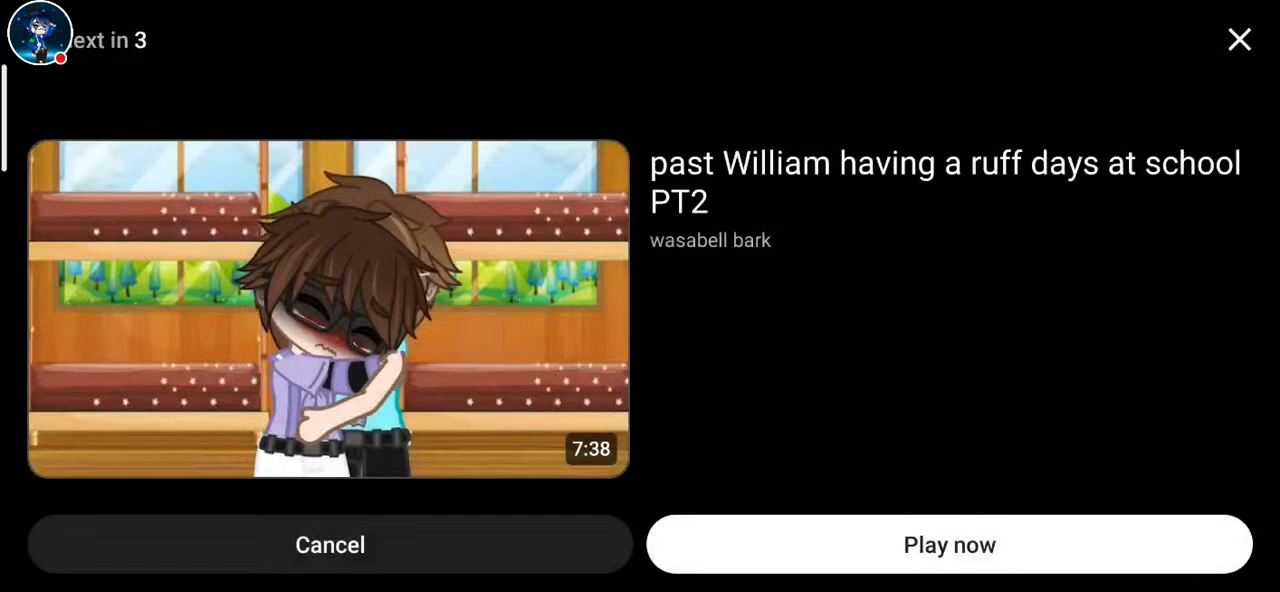 ext in 3
past William having a ruff days at school
PT2
wasabell bark
7:38
Cancel
Play now